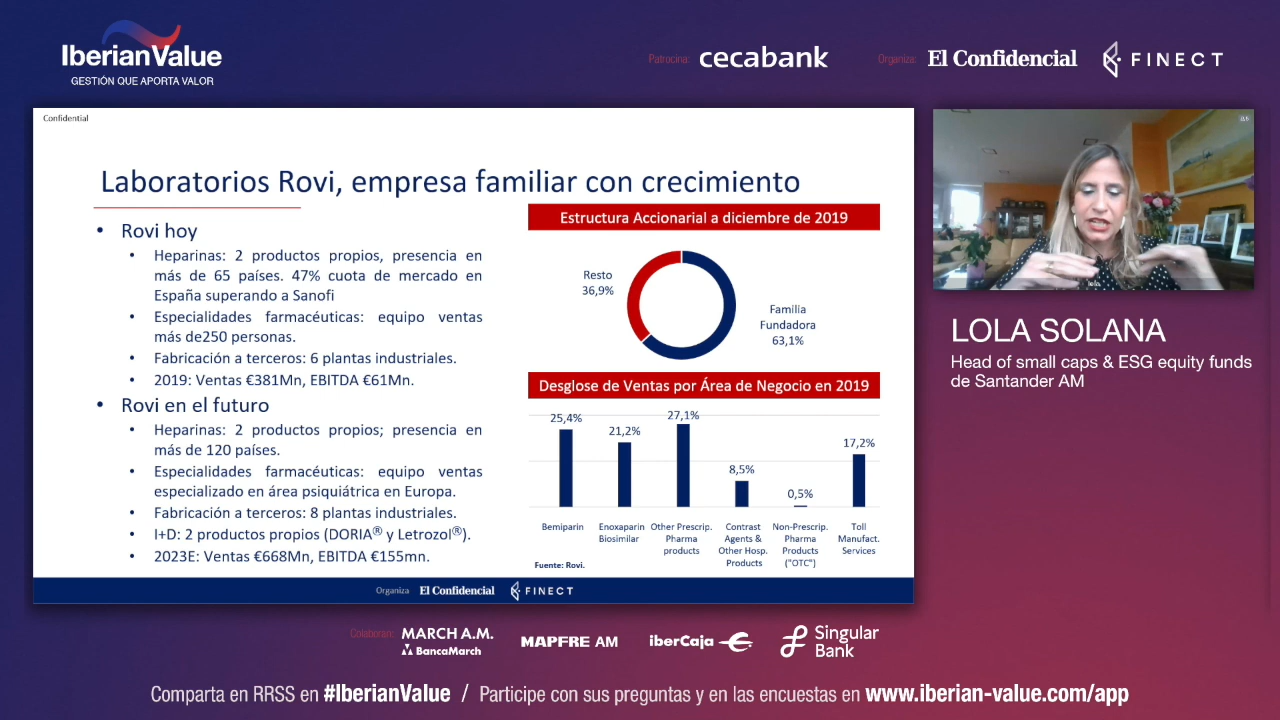 IberianValue
GESTIÓN QUE APORTA VALOR
Patrocina: cecabank
Organiza: El Confidencial FINECT
Confidential
Laboratorios Rovi, empresa familiar con crecimiento
• Rovi hoy
• Heparinas: 2 productos propios, presencia en
más de 65 países. 47% cuota de mercado en
España superando a Sanofi
• Especialidades farmacéuticas: equipo ventas
más de250 personas.
• Fabricación a terceros: 6 plantas industriales.
• 2019: Ventas €381Mn, EBITDA €61Mn.
• Rovi en el futuro
• Heparinas: 2 productos propios; presencia en
más de 120 países.
• Especialidades farmacéuticas: equipo ventas
especializado en área psiquiátrica en Europa.
• Fabricación a terceros: 8 plantas industriales.
• I+D: 2 productos propios (DORIA® y Letrozol®).
• 2023E: Ventas €668Mn, EBITDA €155mn.
Estructura Accionarial a diciembre de 2019
Resto
36,9%
Familia
Fundadora
63,1%
Desglose de Ventas por Área de Negocio en 2019
25,4%
21,2%
27,1%
8,5%
0,5%
17,2%
Bemiparin
Enoxaparin
Biosimilar
Other Prescrip.
Pharma
products
Contrast
Agents &
Other Hosp.
Products
Non-Prescrip.
Pharma
Products
("OTC")
Toll
Manufact.
Services
Fuente: Rovi.
Organiza El Confidencial FINECT
LOLA SOLANA
Head of small caps & ESG equity funds
de Santander AM
Colaboran: MARCH A.M.
BancaMarch
MAPFRE AM
iberCaja
Singular
Bank
Comparta en RRSS en #IberianValue / Participe con sus preguntas y en las encuestas en www.iberian-value.com/app